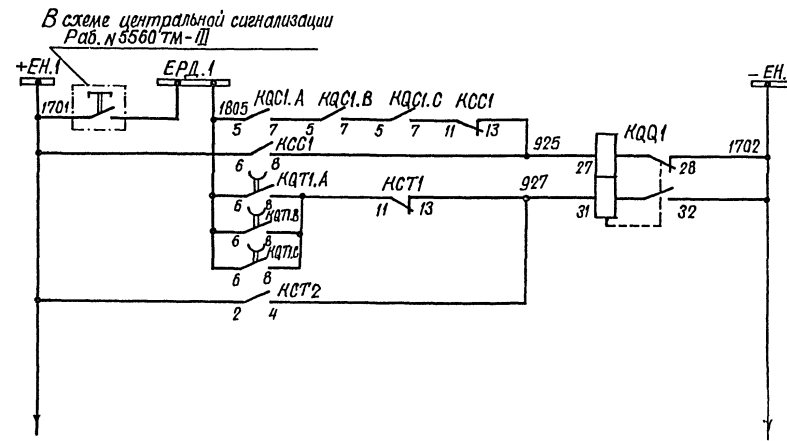 В схеме центральной сигнализации
Раб. N 5560 ТМ-III
+ЕН.1 ЕРД.1 -ЕН.
1701 1805 KQC1.A KQC1.B KQC1.C KCC1
5 7 5 7 5 7 11 13
KCC1 925 KQQ1 1702
6 8 27 28
KQT1.A KCT1 927
6 8 11 13 31 32
KQT1.B
6 8
KQT1.C
6 8
KCT2
2 4